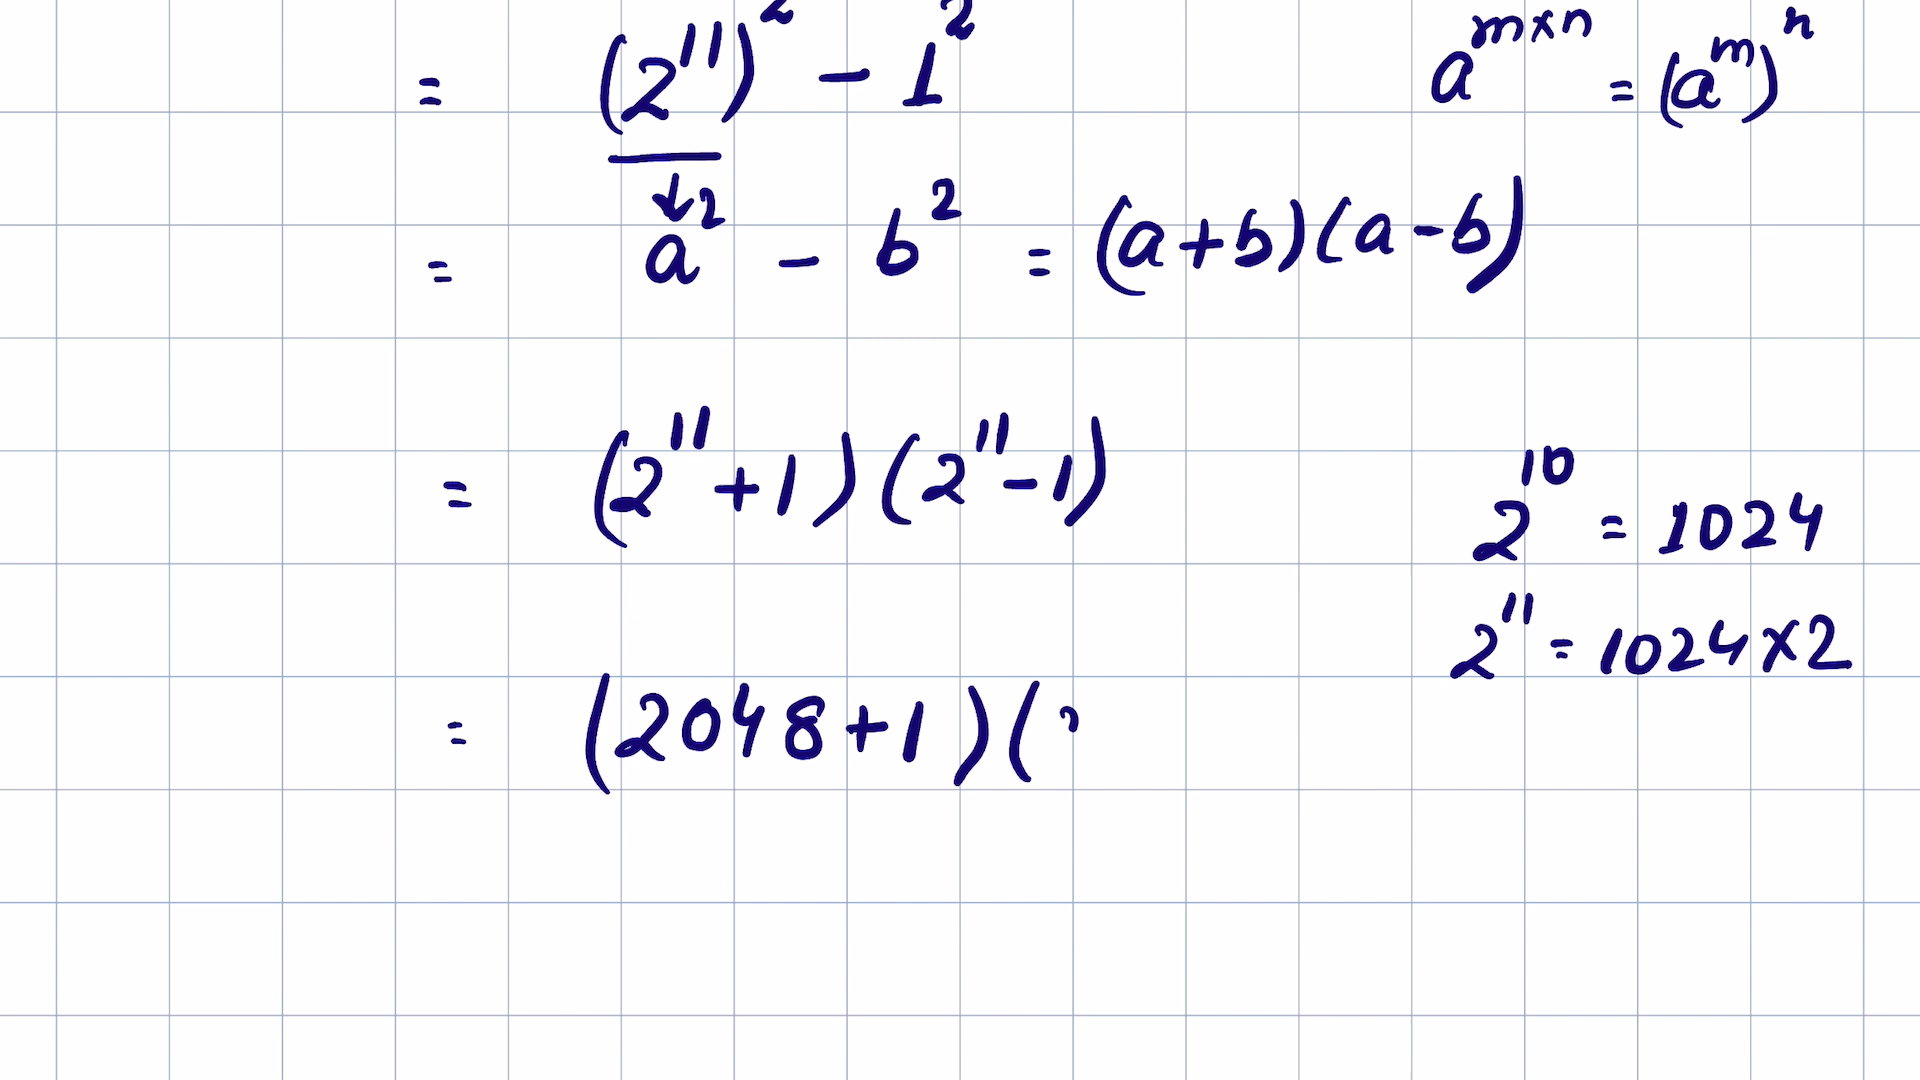 = (2¹¹)² - 1²
a^(m×n) = (a^m)^n
↓
= a² - b² = (a+b)(a-b)
= (2¹¹+1)(2¹¹-1)
2¹⁰ = 1024
2¹¹ = 1024×2
= (2048+1)(